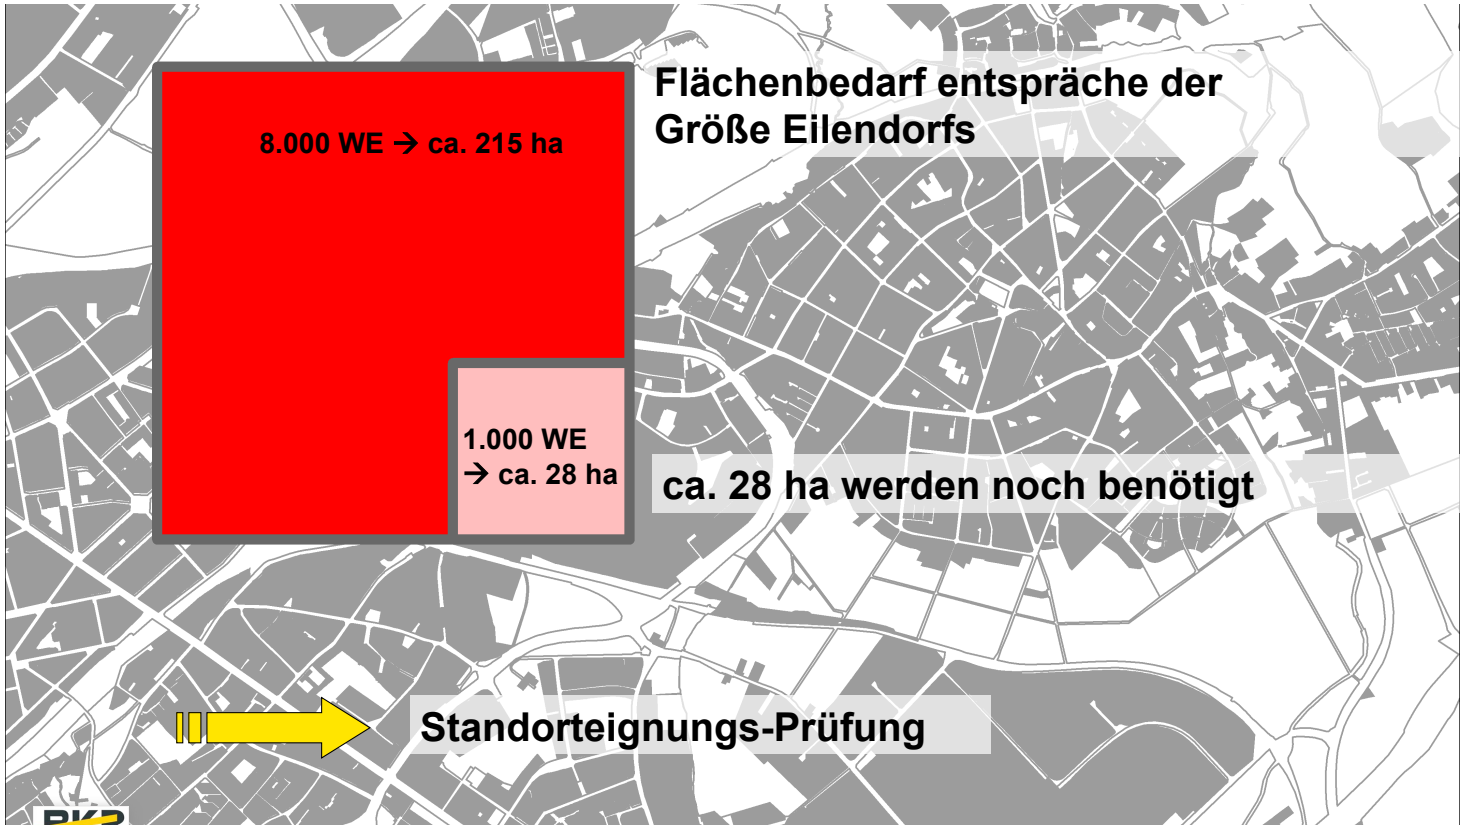 Flächenbedarf entspräche der
Größe Eilendorfs
8.000 WE → ca. 215 ha
1.000 WE
→ ca. 28 ha
ca. 28 ha werden noch benötigt
Standorteignungs-Prüfung